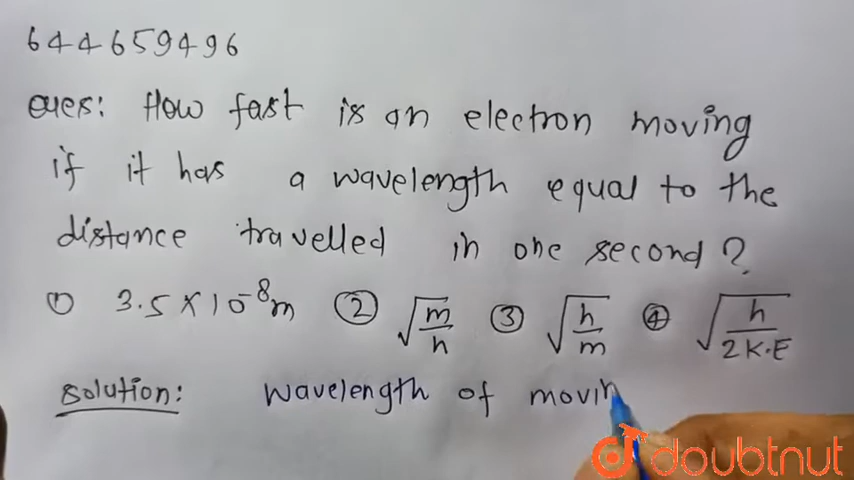 644659496
Ques: How fast is an electron moving
if it has a wavelength equal to the
distance travelled in one second?
① 3.5 × 10⁻⁸m ② √(m/h) ③ √(h/m) ④ √(h/2K.E)
Solution: Wavelength of movin
doubtnut